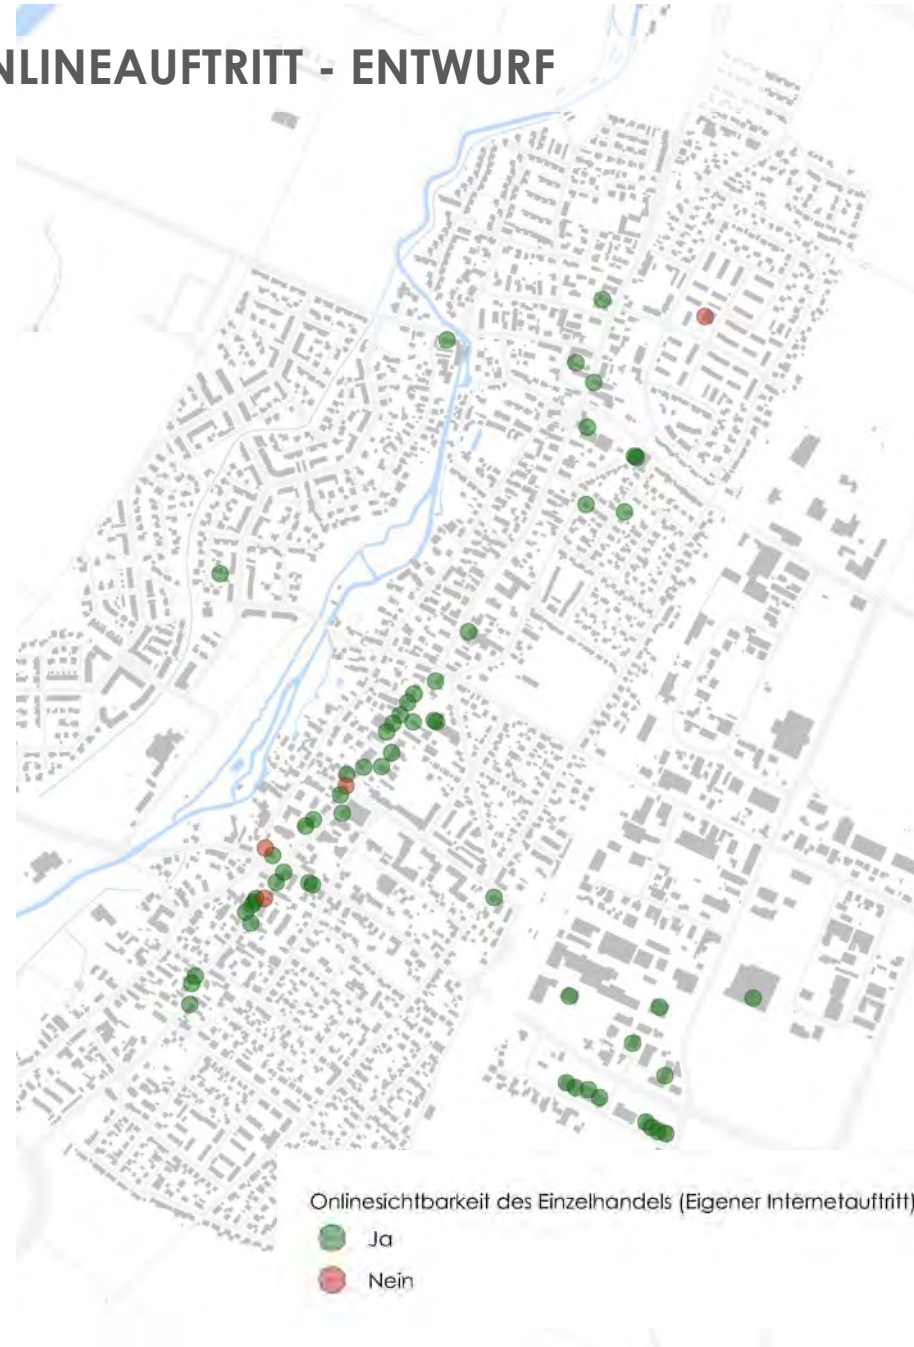 NLINEAUFTRITT - ENTWURF
Onlinesichtbarkeit des Einzelhandels (Eigener Internetauftritt)
Ja
Nein